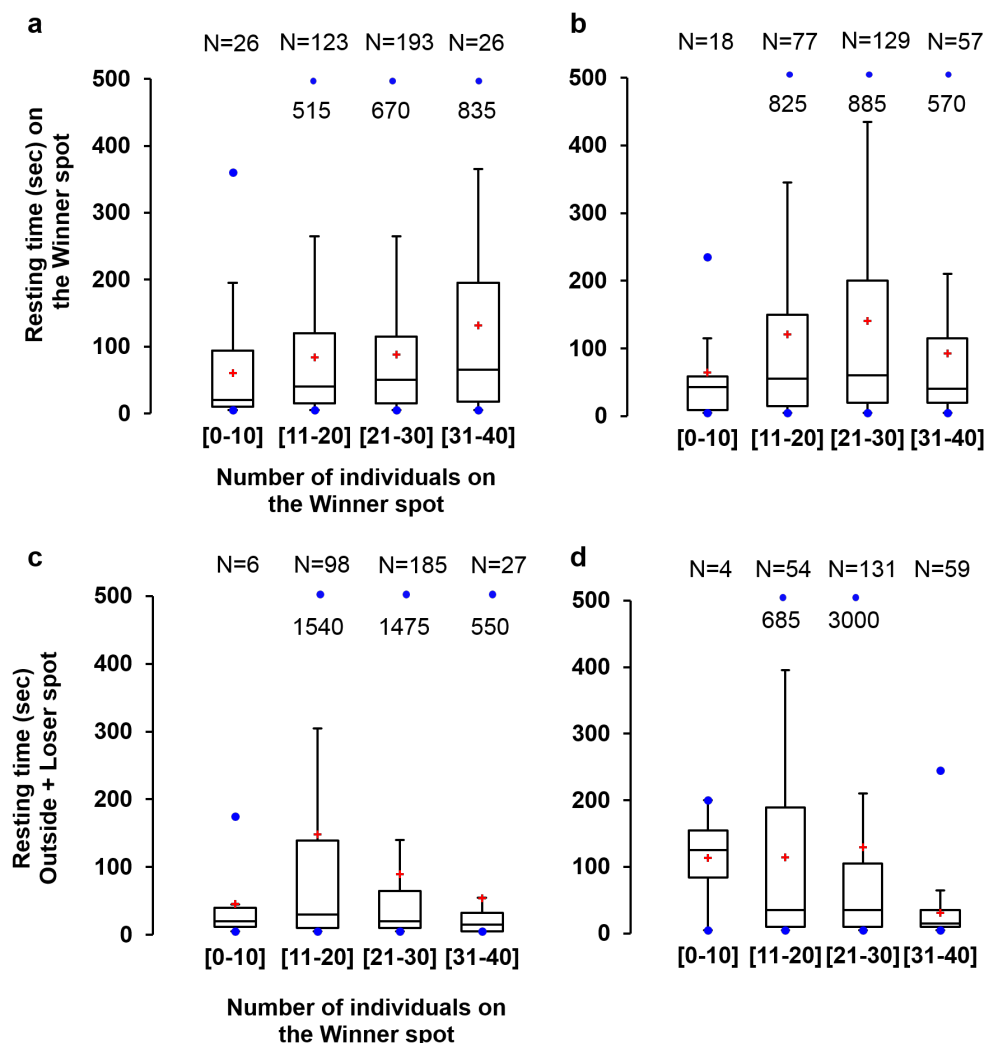 a
N=26 N=123 N=193 N=26
515 670 835
Resting time (sec) on
the Winner spot
500
400
300
200
100
0
[0-10] [11-20] [21-30] [31-40]
Number of individuals on
the Winner spot
b
N=18 N=77 N=129 N=57
825 885 570
500
400
300
200
100
0
[0-10] [11-20] [21-30] [31-40]
c
N=6 N=98 N=185 N=27
1540 1475 550
Resting time (sec)
Outside + Loser spot
500
400
300
200
100
0
[0-10] [11-20] [21-30] [31-40]
Number of individuals on
the Winner spot
d
N=4 N=54 N=131 N=59
685 3000
500
400
300
200
100
0
[0-10] [11-20] [21-30] [31-40]